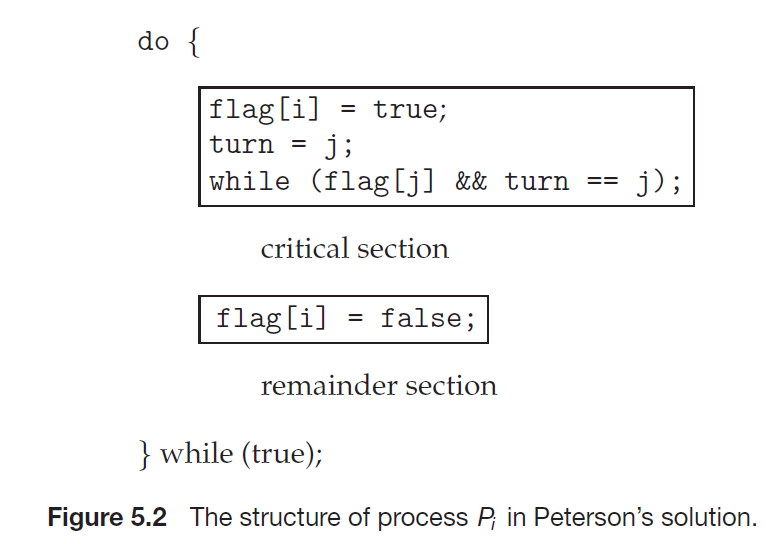 do {
flag[i] = true;
turn = j;
while (flag[j] && turn == j);
critical section
flag[i] = false;
remainder section
} while (true);
Figure 5.2 The structure of process Pi in Peterson's solution.